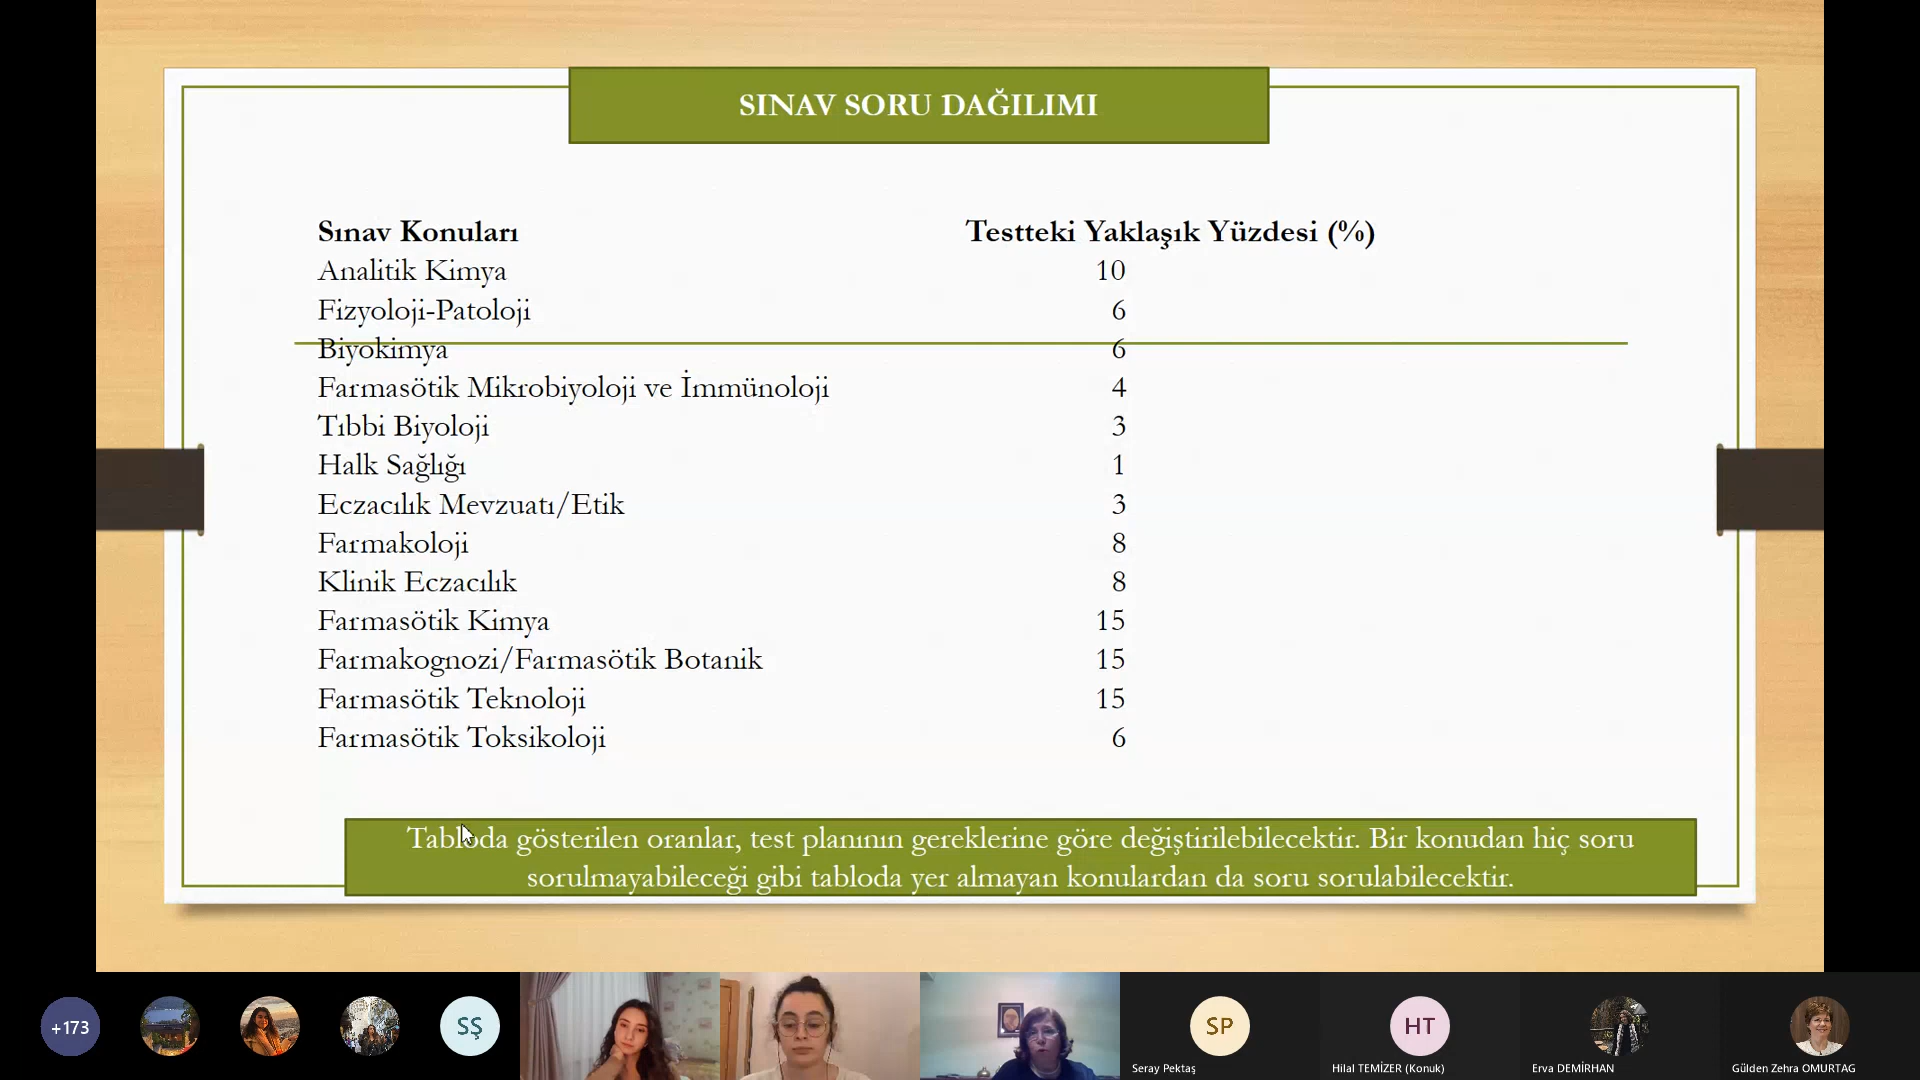 SINAV SORU DAĞILIMI
Sınav Konuları Testteki Yaklaşık Yüzdesi (%)
Analitik Kimya 10
Fizyoloji-Patoloji 6
Biyokimya 6
Farmasötik Mikrobiyoloji ve İmmünoloji 4
Tıbbi Biyoloji 3
Halk Sağlığı 1
Eczacılık Mevzuatı/Etik 3
Farmakoloji 8
Klinik Eczacılık 8
Farmasötik Kimya 15
Farmakognozi/Farmasötik Botanik 15
Farmasötik Teknoloji 15
Farmasötik Toksikoloji 6
Tabloda gösterilen oranlar, test planının gereklerine göre değiştirilebilecektir. Bir konudan hiç soru
sorulmayabileceği gibi tabloda yer almayan konulardan da soru sorulabilecektir.
+173
SŞ
SP
HT
Seray Pektaş
Hilal TEMİZER (Konuk)
Erva DEMİRHAN
Gülden Zehra OMURTAG